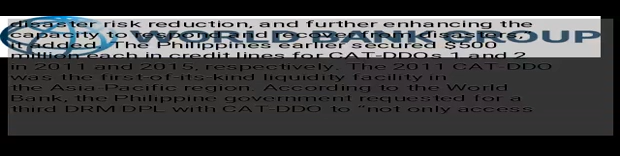 disaster risk reduction, and further enhancing the
capacity to respond and recover from disasters,
it added. The Philippines earlier secured $500
WORLD BANK GROUP
million each in credit lines for CAT-DDOs 1 and 2
in 2011 and 2015, respectively. The 2011 CAT-DDO
was the first-of-its-kind liquidity facility in
the Asia-Pacific region. According to the World
Bank, the Philippine government requested for a
third DRM DPL with CAT-DDO to "not only access